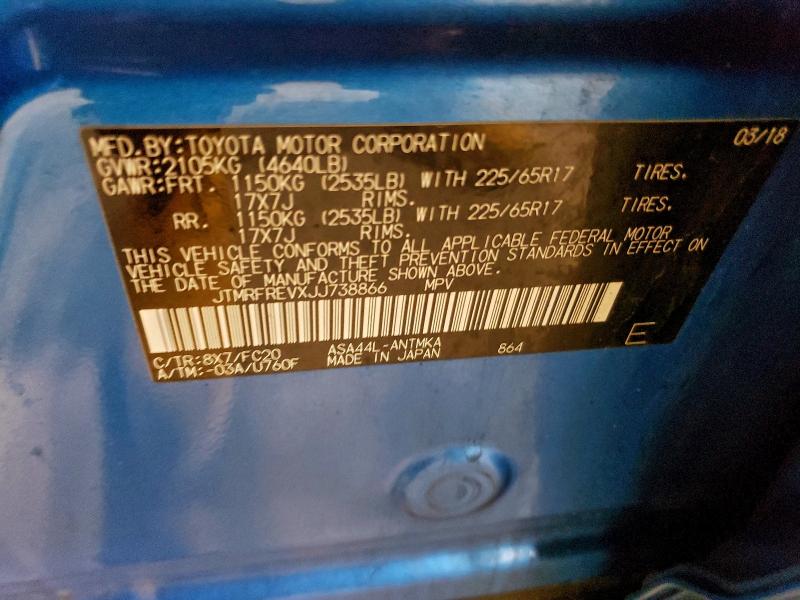 MFD.BY:TOYOTA MOTOR CORPORATION 03/18
GVWR:2105KG (4640LB)
GAWR:FRT. 1150KG (2535LB) WITH 225/65R17 TIRES.
17X7J RIMS.
RR. 1150KG (2535LB) WITH 225/65R17 TIRES.
17X7J RIMS.
THIS VEHICLE CONFORMS TO ALL APPLICABLE FEDERAL MOTOR
VEHICLE SAFETY AND THEFT PREVENTION STANDARDS IN EFFECT ON
THE DATE OF MANUFACTURE SHOWN ABOVE.
JTMRFREVXJJ738866 MPV
C/TR:8X7/FC20 ASA44L-ANTMKA 864 E
A/TM:-03A/U760F MADE IN JAPAN